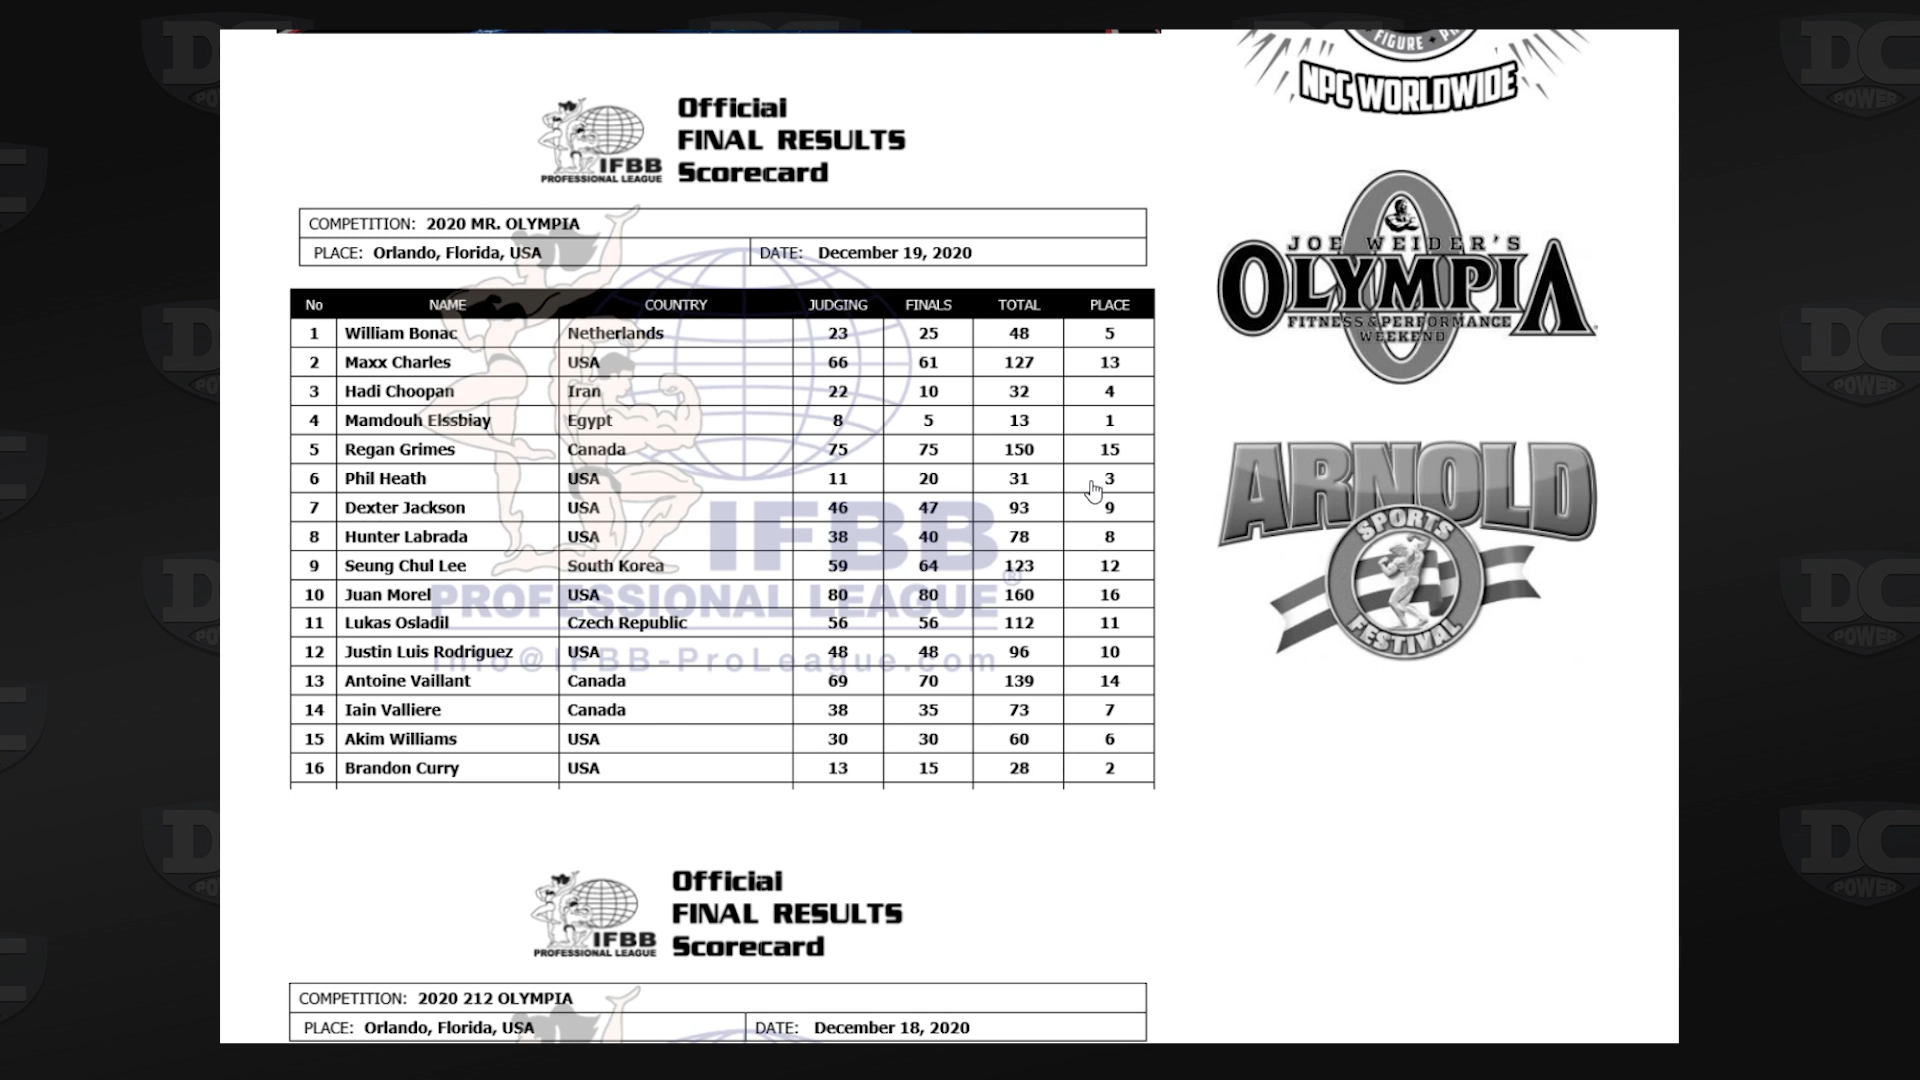 FIGURE
NPC WORLDWIDE
Official
FINAL RESULTS
Scorecard
IFBB
PROFESSIONAL LEAGUE
COMPETITION: 2020 MR. OLYMPIA
PLACE: Orlando, Florida, USA DATE: December 19, 2020
No NAME COUNTRY JUDGING FINALS TOTAL PLACE
1 William Bonac Netherlands 23 25 48 5
2 Maxx Charles USA 66 61 127 13
3 Hadi Choopan Iran 22 10 32 4
4 Mamdouh Elssbiay Egypt 8 5 13 1
5 Regan Grimes Canada 75 75 150 15
6 Phil Heath USA 11 20 31 3
7 Dexter Jackson USA 46 47 93 9
8 Hunter Labrada USA 38 40 78 8
9 Seung Chul Lee South Korea 59 64 123 12
10 Juan Morel USA 80 80 160 16
11 Lukas Osladil Czech Republic 56 56 112 11
12 Justin Luis Rodriguez USA 48 48 96 10
13 Antoine Vaillant Canada 69 70 139 14
14 Iain Valliere Canada 38 35 73 7
15 Akim Williams USA 30 30 60 6
16 Brandon Curry USA 13 15 28 2
IFBB
PROFESSIONAL LEAGUE
info@IFBB-ProLeague.com
JOE WEIDER'S
OLYMPIA
FITNESS & PERFORMANCE
WEEKEND
ARNOLD
SPORTS
FESTIVAL
Official
FINAL RESULTS
Scorecard
IFBB
PROFESSIONAL LEAGUE
COMPETITION: 2020 212 OLYMPIA
PLACE: Orlando, Florida, USA DATE: December 18, 2020
DC
POWER
DC
POWER
DC
POWER
DC
POWER